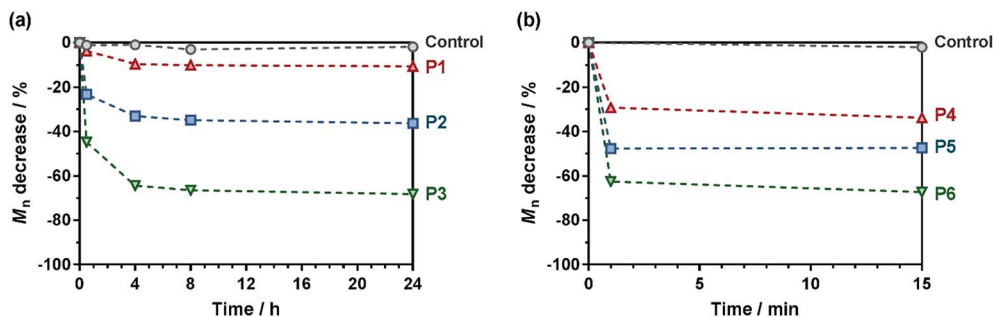 (a)
0
-20
-40
-60
-80
-100
Mn decrease / %
0 4 8 12 16 20 24
Time / h
Control
P1
P2
P3
(b)
0
-20
-40
-60
-80
-100
Mn decrease / %
0 5 10 15
Time / min
Control
P4
P5
P6